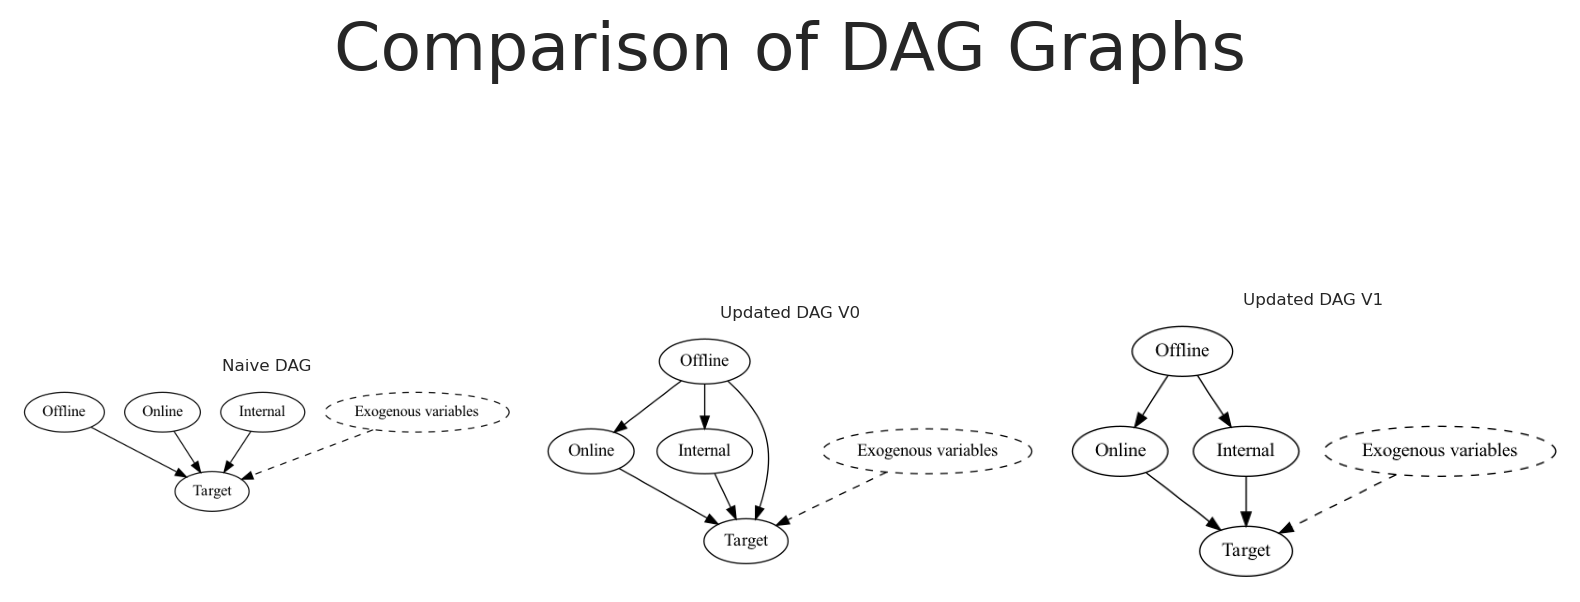 Comparison of DAG Graphs
Naive DAG
Offline
Online
Internal
Exogenous variables
Target
Updated DAG V0
Offline
Online
Internal
Exogenous variables
Target
Updated DAG V1
Offline
Online
Internal
Exogenous variables
Target